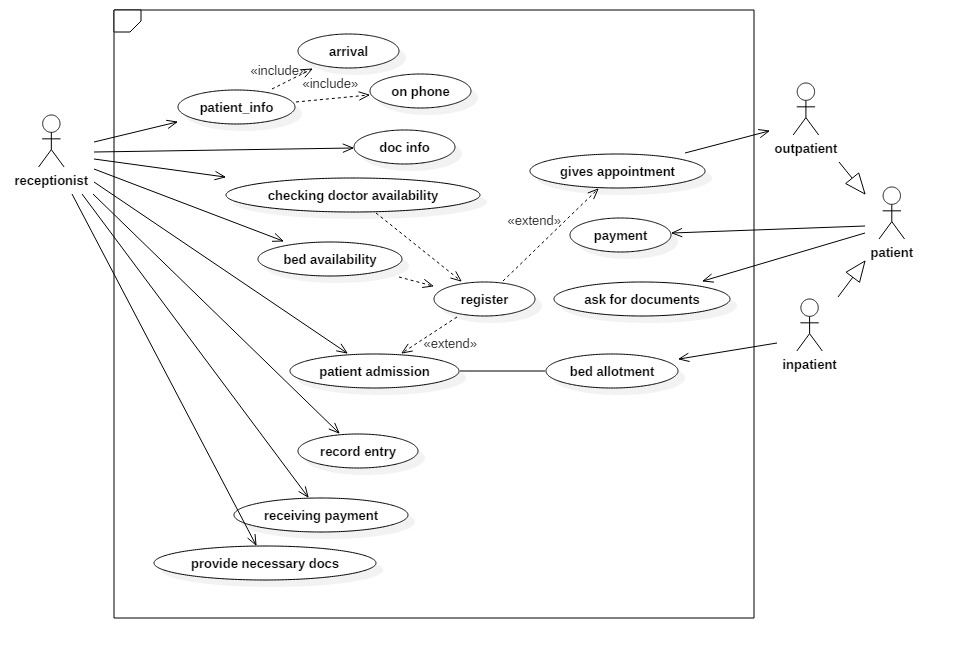 arrival
«include»
«include»
on phone
patient_info
doc info
outpatient
receptionist
gives appointment
checking doctor availability
«extend»
payment
patient
bed availability
register
ask for documents
«extend»
patient admission
bed allotment
inpatient
record entry
receiving payment
provide necessary docs